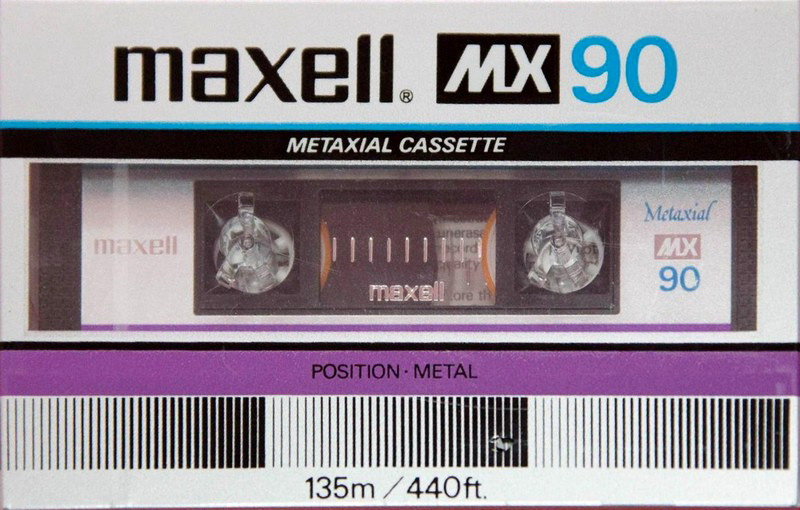 maxell® MX 90
METAXIAL CASSETTE
maxell
maxell
Metaxial
MX
90
POSITION · METAL
135m / 440ft.